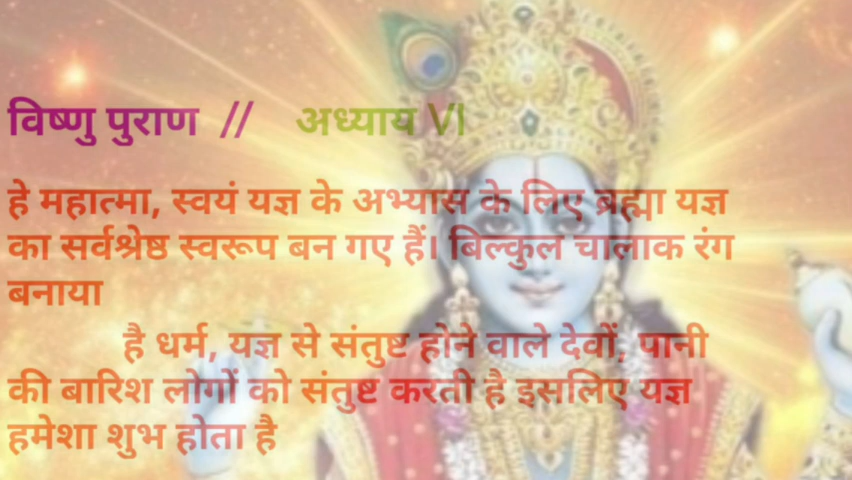 विष्णु पुराण // अध्याय VI
हे महात्मा, स्वयं यज्ञ के अभ्यास के लिए ब्रह्मा यज्ञ
का सर्वश्रेष्ठ स्वरूप बन गए हैं। बिल्कुल चालाक रंग
बनाया
है धर्म, यज्ञ से संतुष्ट होने वाले देवों, पानी
की बारिश लोगों को संतुष्ट करती है इसलिए यज्ञ
हमेशा शुभ होता है